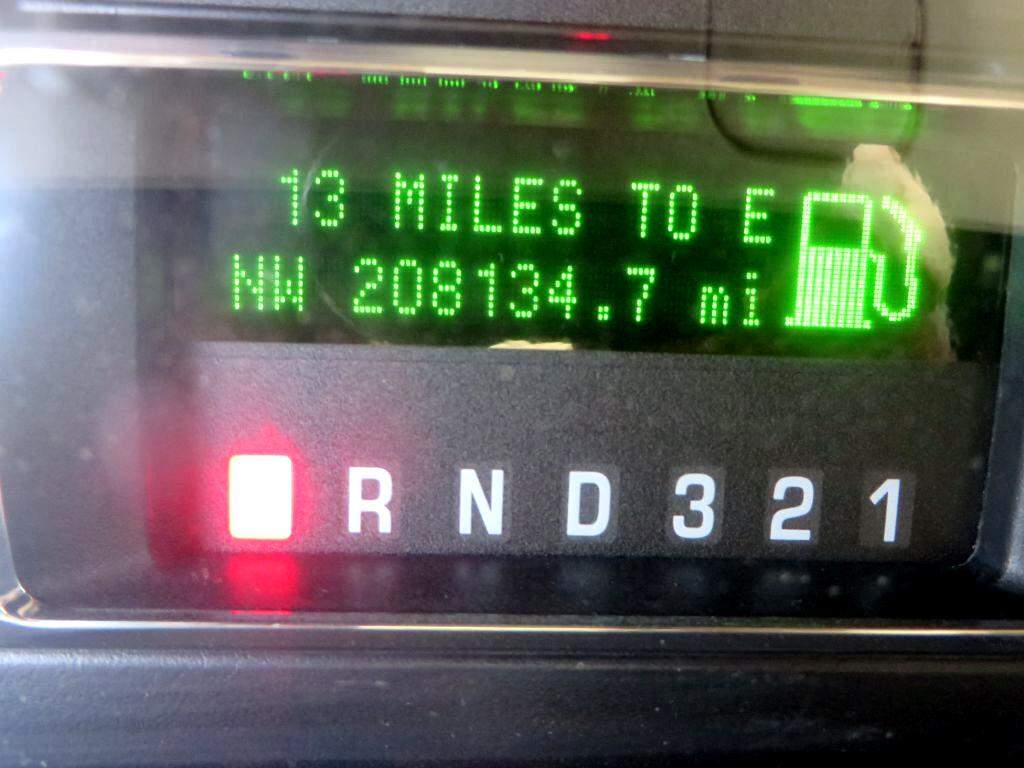 13 MILES TO E
NW 208134.7 mi
R N D 3 2 1